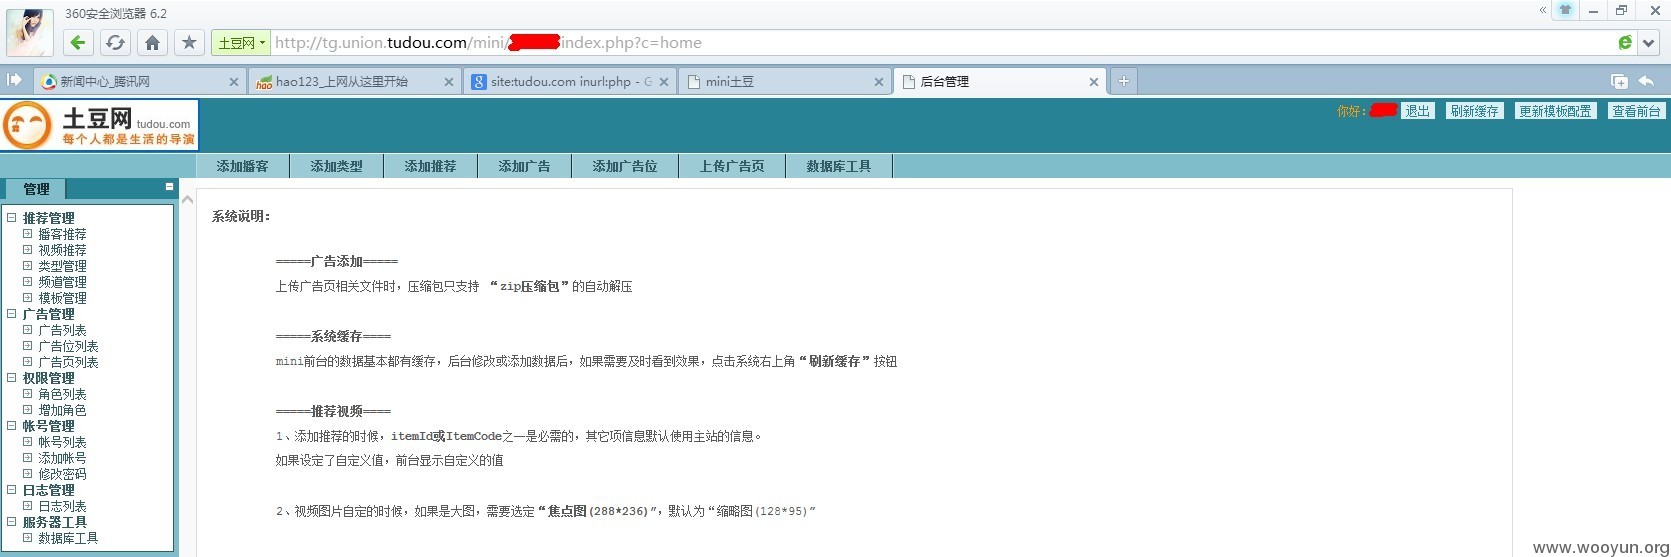 360安全浏览器 6.2
土豆网 http://tg.union.tudou.com/mini/ index.php?c=home
新闻中心_腾讯网 hao123_上网从这里开始 site:tudou.com inurl:php - G mini土豆 后台管理
土豆网 tudou.com
每个人都是生活的导演
你好: 退出 刷新缓存 更新模板配置 查看前台
添加播客 添加类型 添加推荐 添加广告 添加广告位 上传广告页 数据库工具
管理
推荐管理
播客推荐
视频推荐
类型管理
频道管理
模板管理
广告管理
广告列表
广告位列表
广告页列表
权限管理
角色列表
增加角色
帐号管理
帐号列表
添加帐号
修改密码
日志管理
日志列表
服务器工具
数据库工具
系统说明:
=====广告添加=====
上传广告页相关文件时，压缩包只支持 “zip压缩包”的自动解压
=====系统缓存====
mini前台的数据基本都有缓存，后台修改或添加数据后，如果需要及时看到效果，点击系统右上角“刷新缓存”按钮
=====推荐视频====
1、添加推荐的时候，itemId或ItemCode之一是必需的，其它项信息默认使用主站的信息。
如果设定了自定义值，前台显示自定义的值
2、视频图片自定的时候，如果是大图，需要选定“焦点图(288*236)”，默认为“缩略图(128*95)”
www.wooyun.org